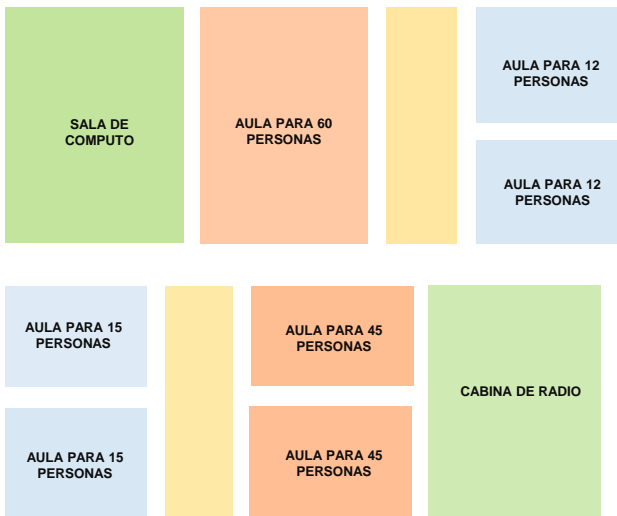 SALA DE
COMPUTO
AULA PARA 60
PERSONAS
AULA PARA 12
PERSONAS
AULA PARA 12
PERSONAS
AULA PARA 15
PERSONAS
AULA PARA 45
PERSONAS
CABINA DE RADIO
AULA PARA 15
PERSONAS
AULA PARA 45
PERSONAS